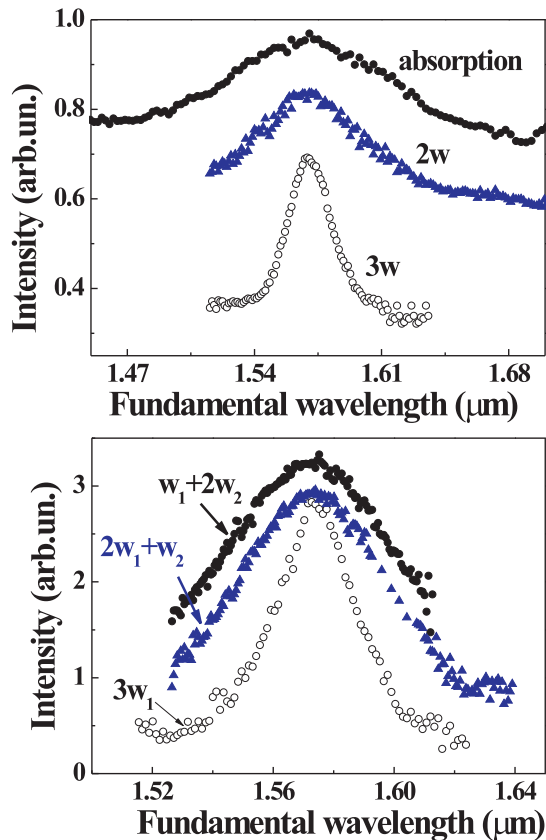 1.0
0.8
0.6
0.4
Intensity (arb.un.)
absorption
2w
3w
1.47 1.54 1.61 1.68
Fundamental wavelength (μm)
3
2
1
0
Intensity (arb.un.)
w₁+2w₂
2w₁+w₂
3w₁
1.52 1.56 1.60 1.64
Fundamental wavelength (μm)